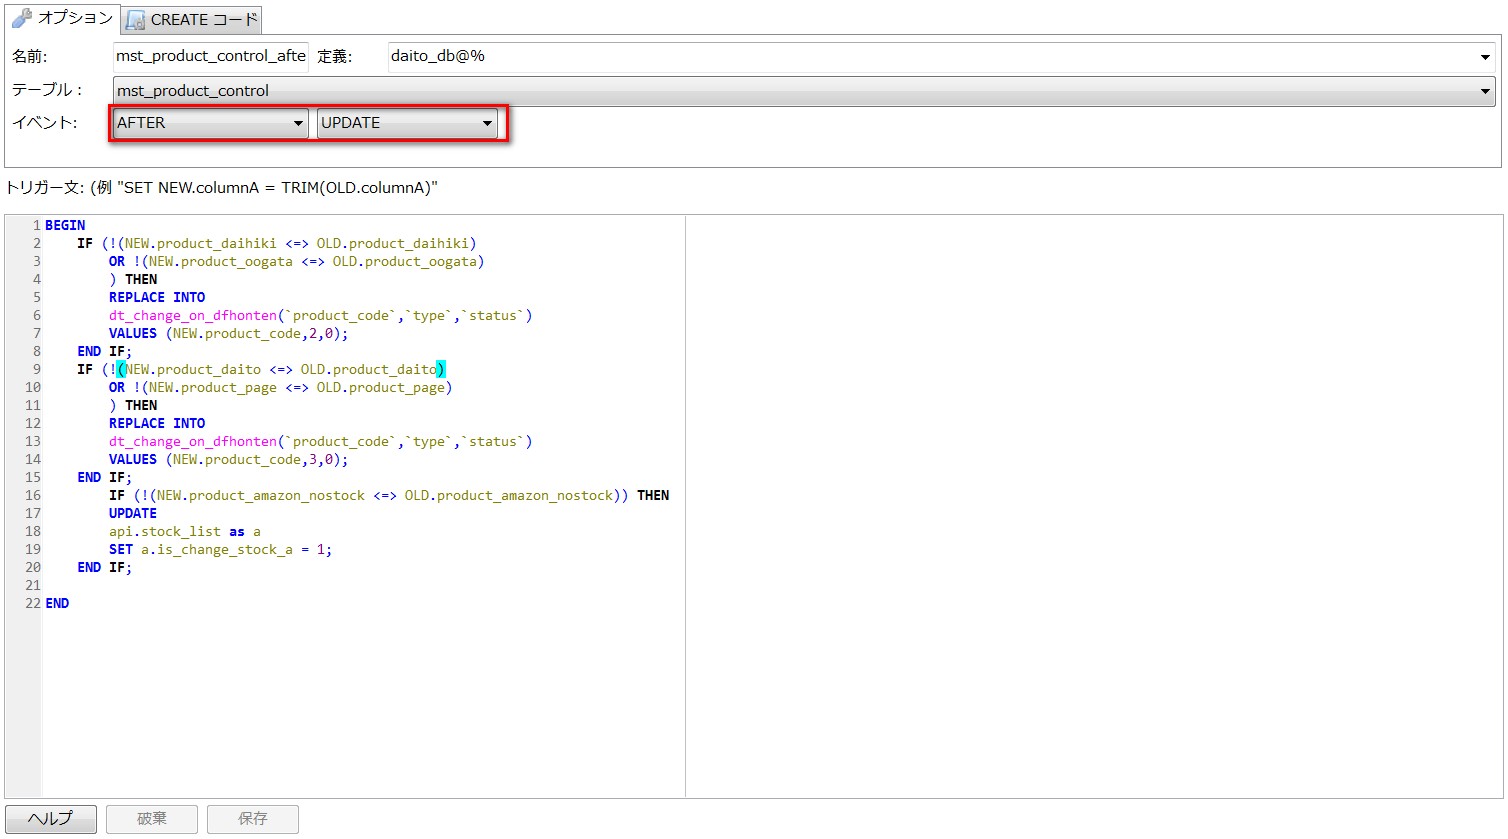 オプション CREATE コード
名前: mst_product_control_afte 定義: daito_db@%
テーブル : mst_product_control
イベント: AFTER UPDATE
トリガー文: (例 "SET NEW.columnA = TRIM(OLD.columnA)"
1 BEGIN
2 IF (!(NEW.product_daihiki <=> OLD.product_daihiki)
3 OR !(NEW.product_oogata <=> OLD.product_oogata)
4 ) THEN
5 REPLACE INTO
6 dt_change_on_dfhonten(`product_code`,`type`,`status`)
7 VALUES (NEW.product_code,2,0);
8 END IF;
9 IF (!(NEW.product_daito <=> OLD.product_daito)
10 OR !(NEW.product_page <=> OLD.product_page)
11 ) THEN
12 REPLACE INTO
13 dt_change_on_dfhonten(`product_code`,`type`,`status`)
14 VALUES (NEW.product_code,3,0);
15 END IF;
16 IF (!(NEW.product_amazon_nostock <=> OLD.product_amazon_nostock)) THEN
17 UPDATE
18 api.stock_list as a
19 SET a.is_change_stock_a = 1;
20 END IF;
21
22 END
ヘルプ 破棄 保存